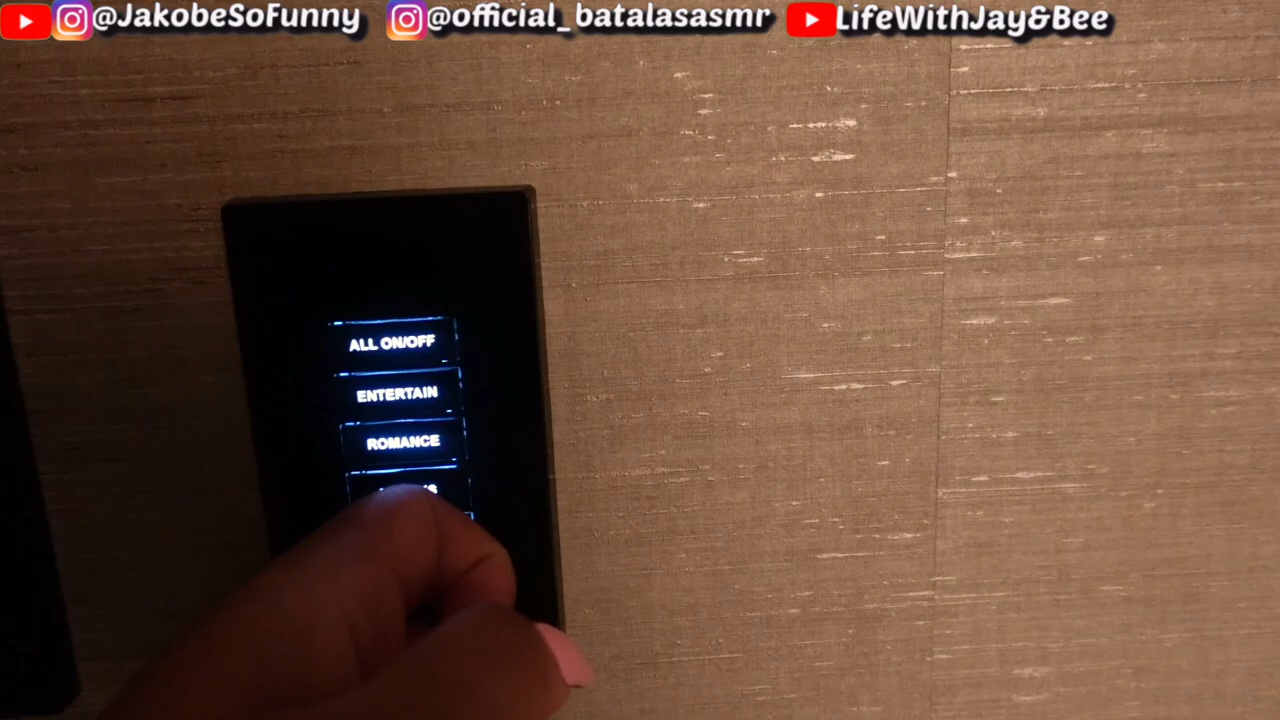 @JakobeSoFunny @official_batalasasmr LifeWithJay&Bee
ALL ON/OFF
ENTERTAIN
ROMANCE